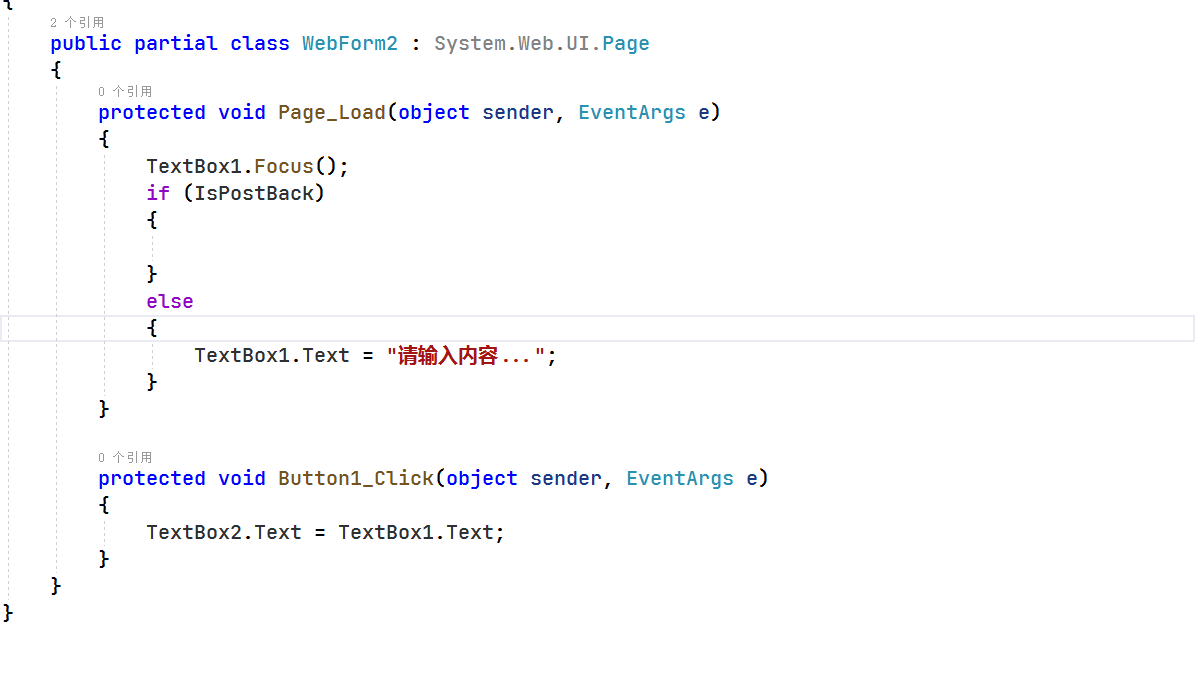 {
2 个引用
public partial class WebForm2 : System.Web.UI.Page
{
0 个引用
protected void Page_Load(object sender, EventArgs e)
{
TextBox1.Focus();
if (IsPostBack)
{
}
else
{
TextBox1.Text = "请输入内容...";
}
}
0 个引用
protected void Button1_Click(object sender, EventArgs e)
{
TextBox2.Text = TextBox1.Text;
}
}
}